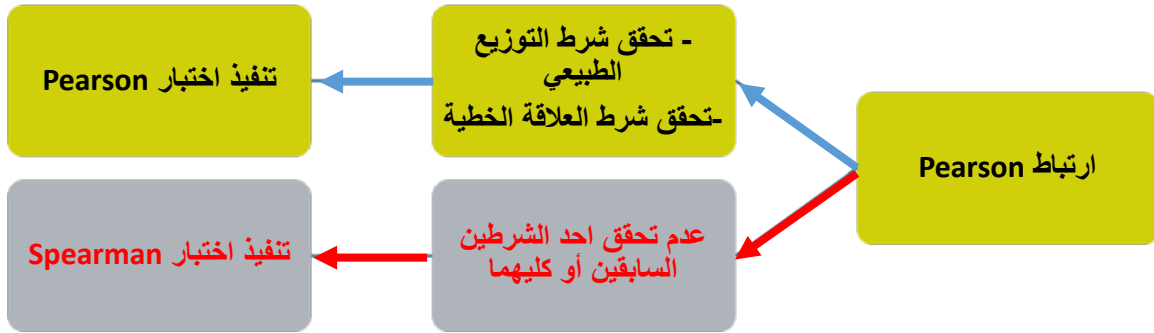 ارتباط Pearson
- تحقق شرط التوزيع
الطبيعي
-تحقق شرط العلاقة الخطية
تنفيذ اختبار Pearson
عدم تحقق احد الشرطين
السابقين أو كليهما
تنفيذ اختبار Spearman